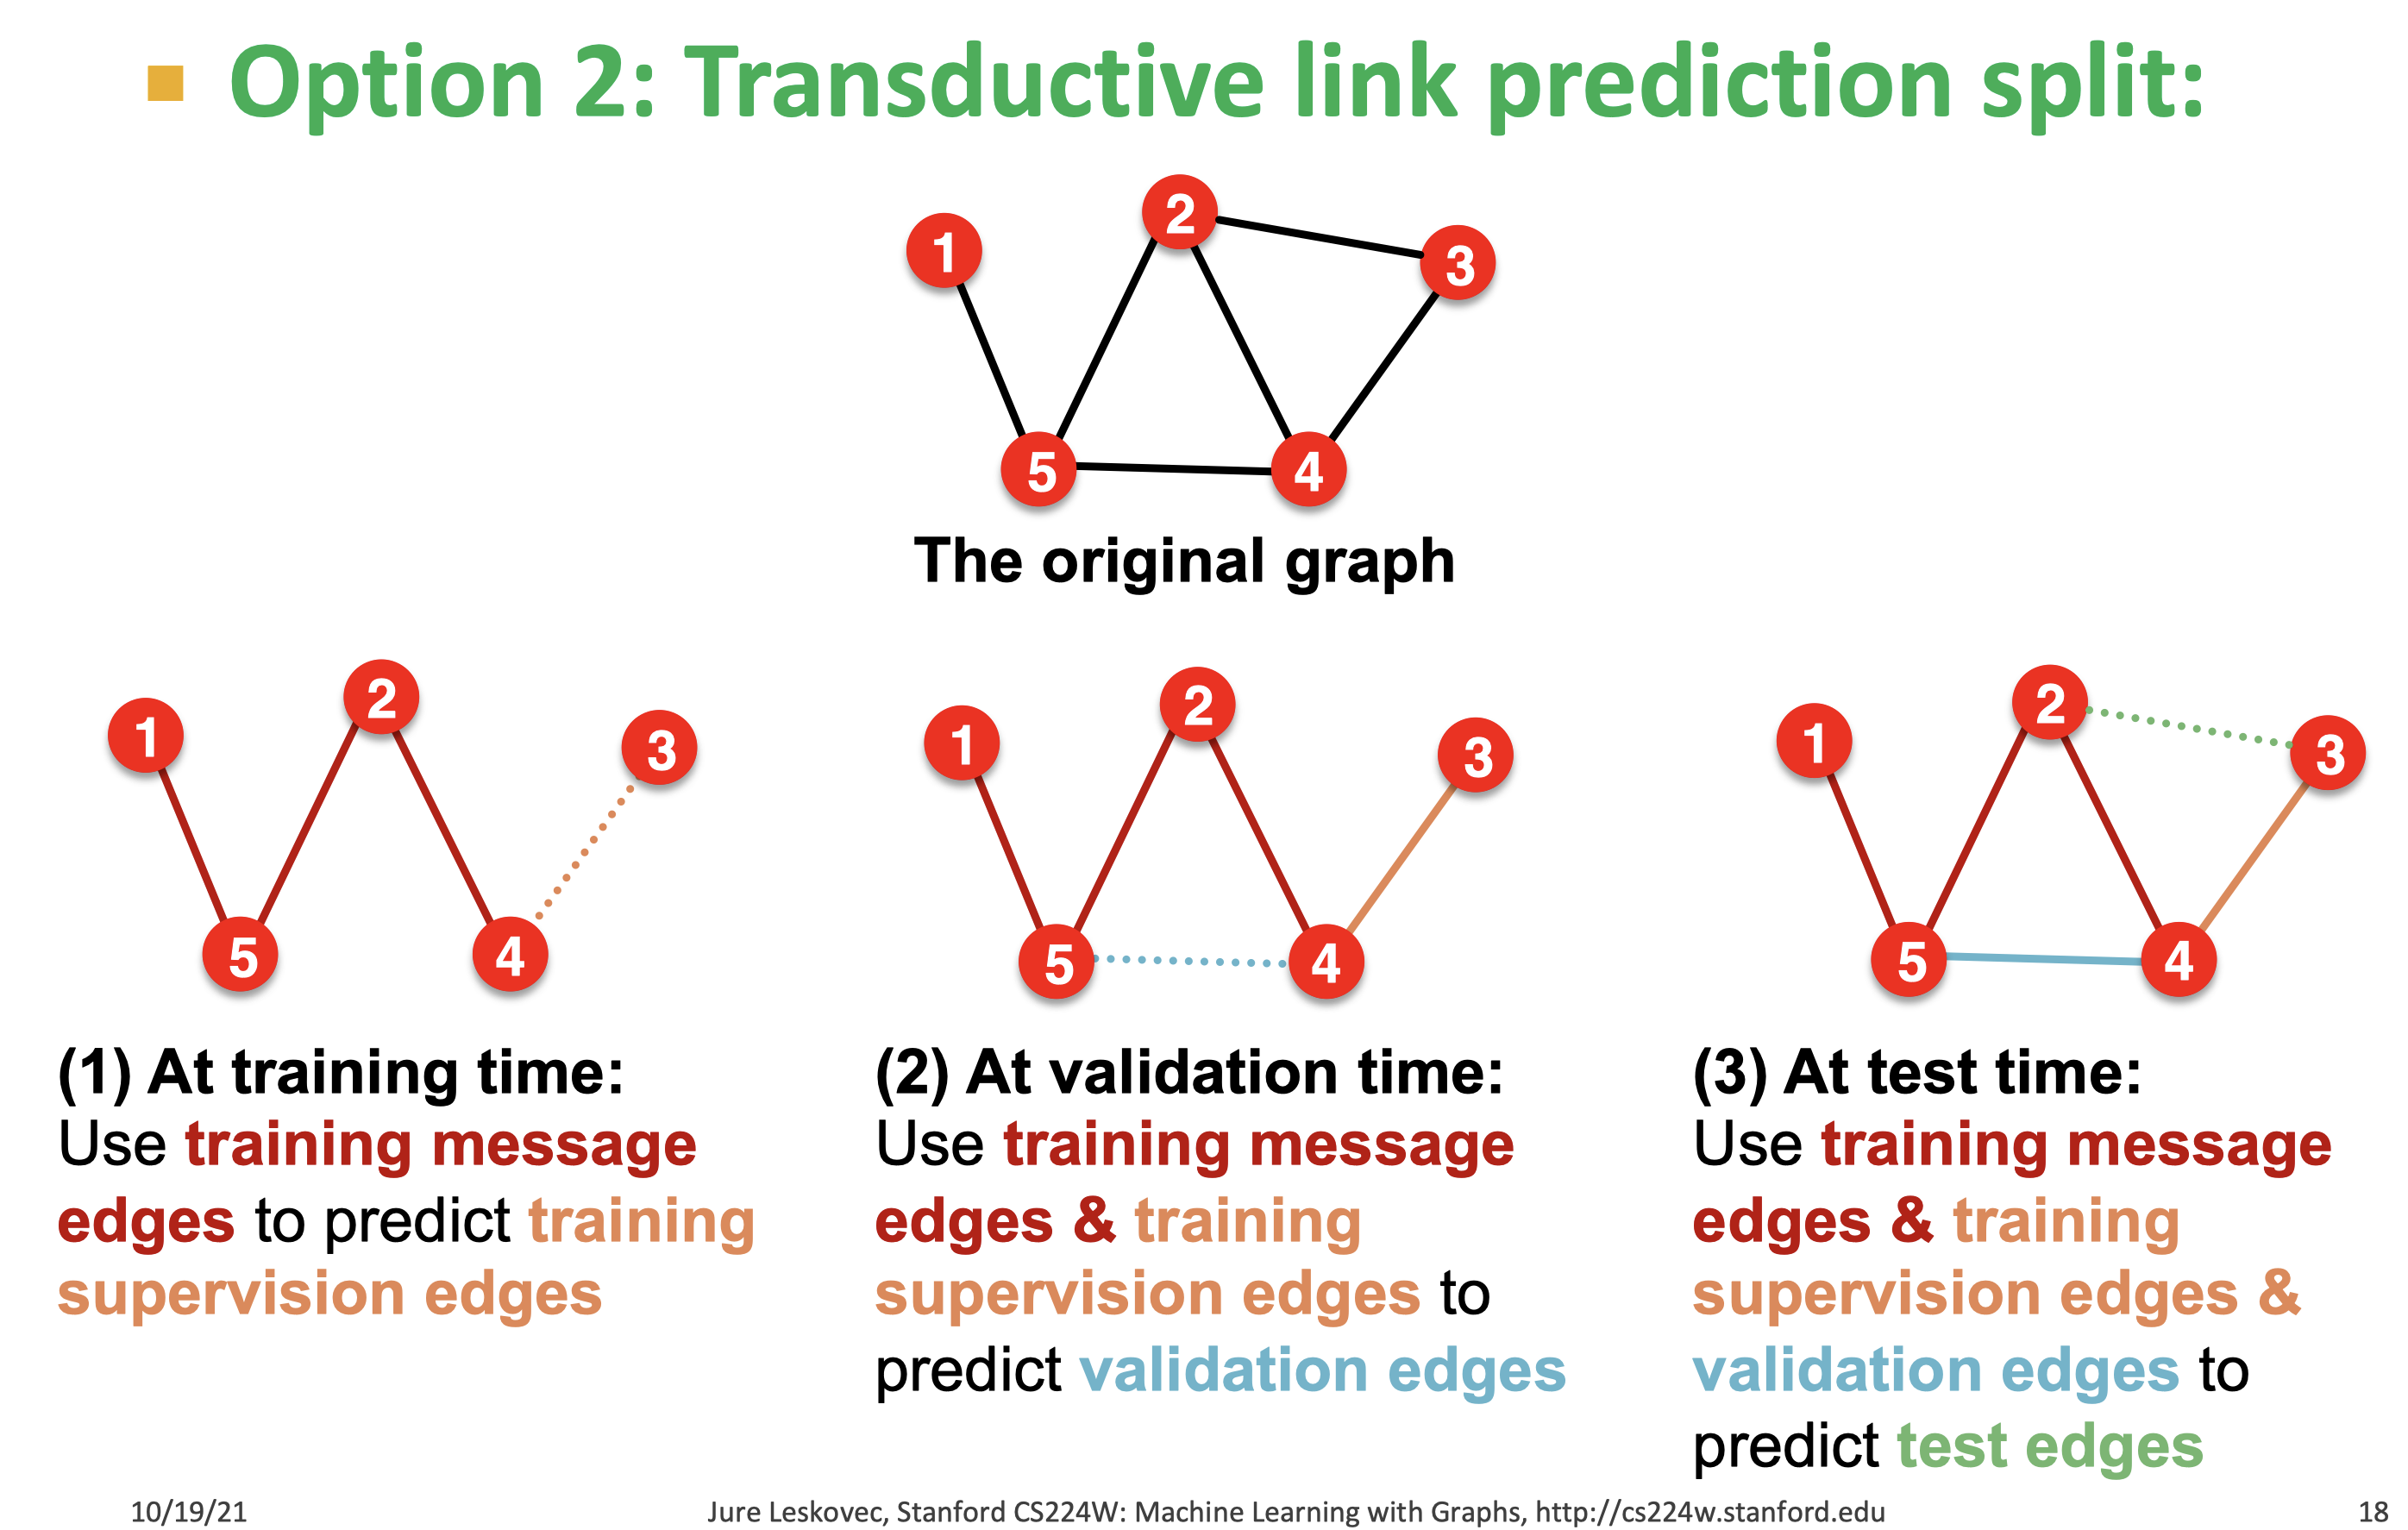 Option 2: Transductive link prediction split:
1
2
3
5
4
The original graph
1
2
3
5
4
1
2
3
5
4
1
2
3
5
4
(1) At training time:
Use training message
edges to predict training
supervision edges
(2) At validation time:
Use training message
edges & training
supervision edges to
predict validation edges
(3) At test time:
Use training message
edges & training
supervision edges &
validation edges to
predict test edges
10/19/21
Jure Leskovec, Stanford CS224W: Machine Learning with Graphs, http://cs224w.stanford.edu
18